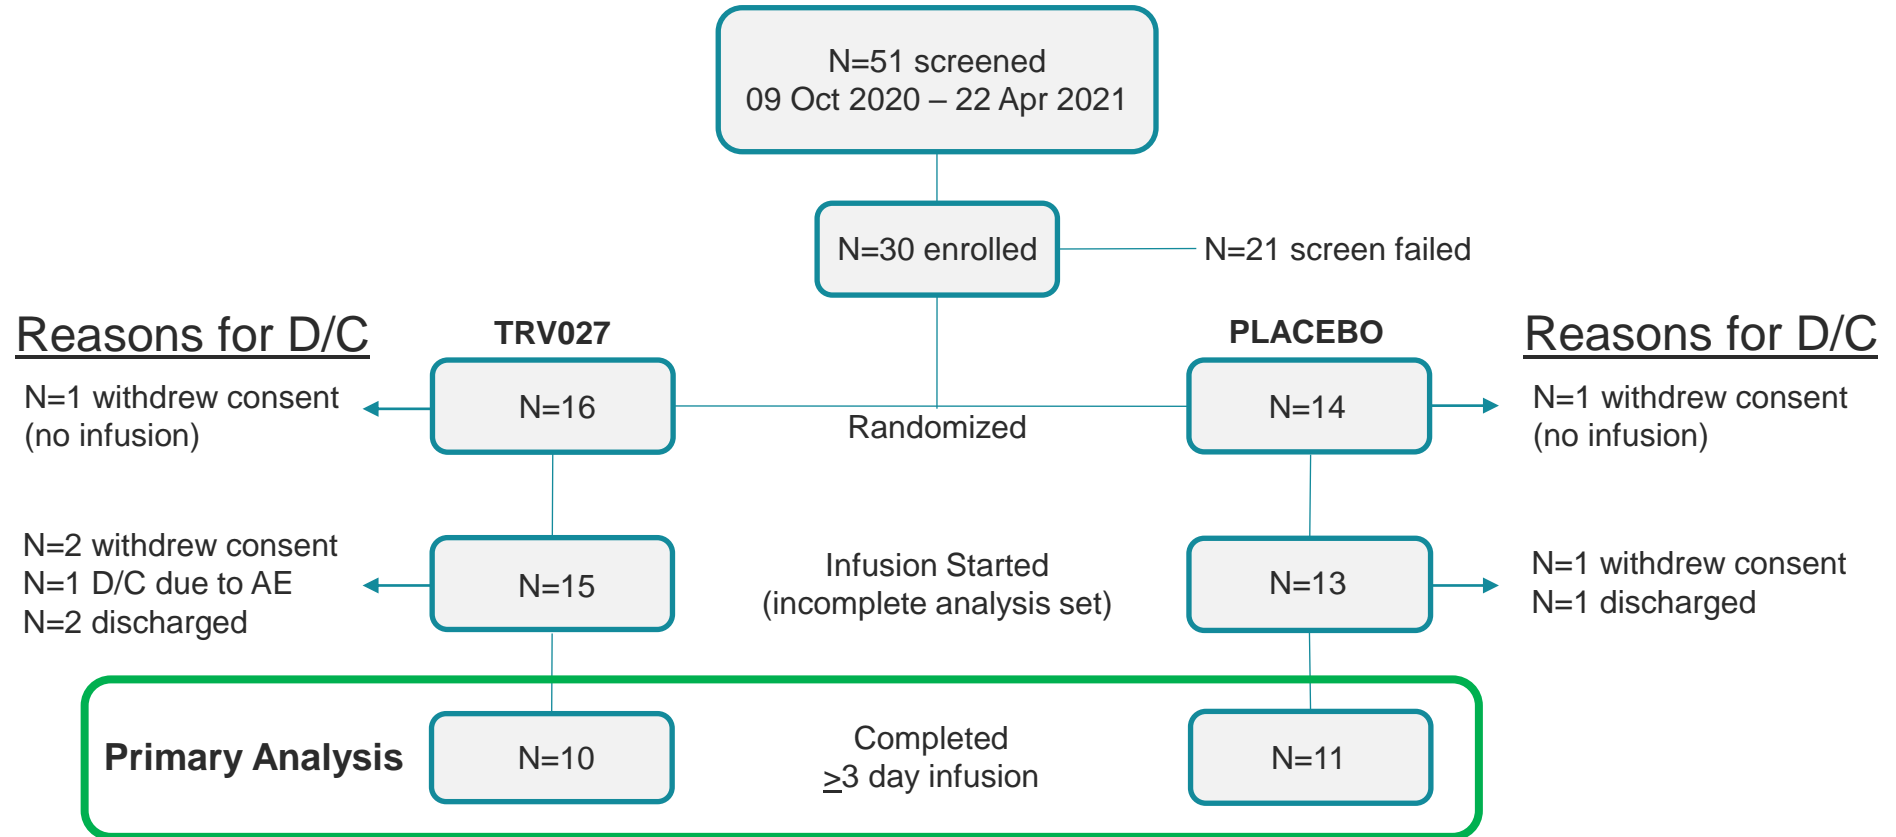 N=51 screened
09 Oct 2020 – 22 Apr 2021
N=30 enrolled
N=21 screen failed
Reasons for D/C
TRV027
PLACEBO
Reasons for D/C
N=1 withdrew consent
(no infusion)
N=16
Randomized
N=14
N=1 withdrew consent
(no infusion)
N=2 withdrew consent
N=1 D/C due to AE
N=2 discharged
N=15
Infusion Started
(incomplete analysis set)
N=13
N=1 withdrew consent
N=1 discharged
Primary Analysis
N=10
Completed
≥3 day infusion
N=11